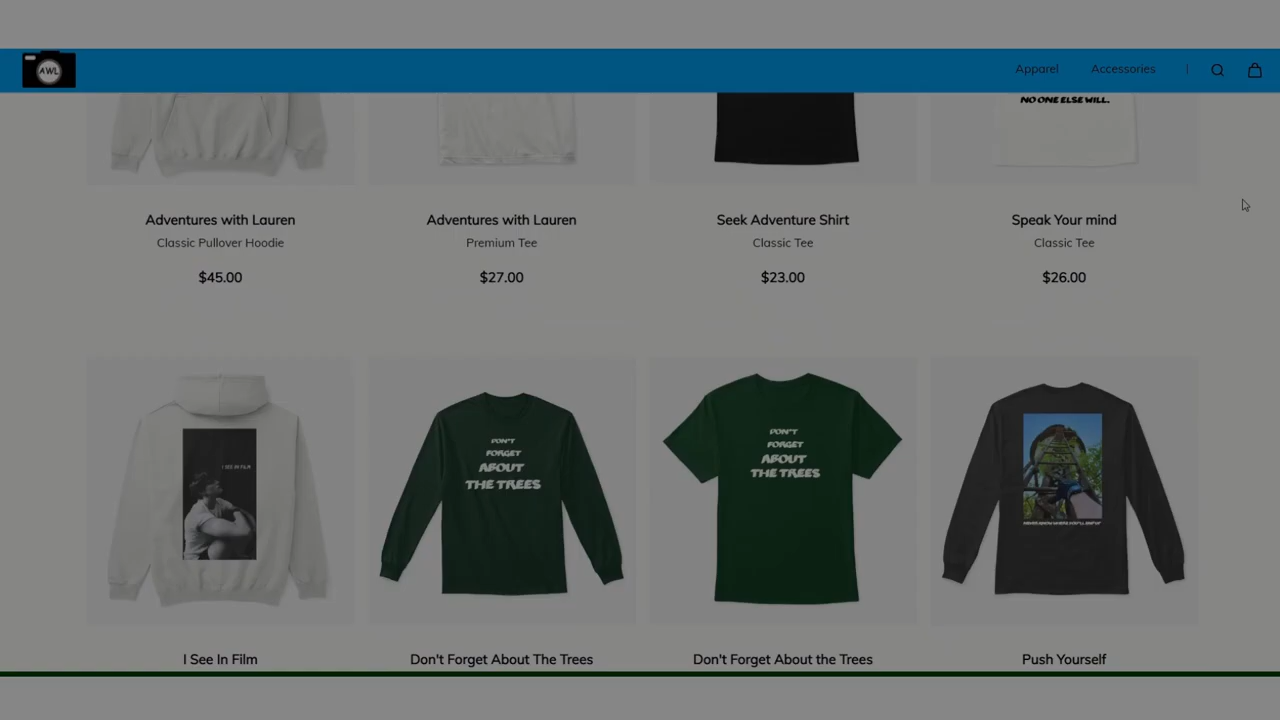 AWL
Apparel
Accessories
NO ONE ELSE WILL.
Adventures with Lauren
Classic Pullover Hoodie
$45.00
Adventures with Lauren
Premium Tee
$27.00
Seek Adventure Shirt
Classic Tee
$23.00
Speak Your mind
Classic Tee
$26.00
I SEE IN FILM
DON'T
FORGET
ABOUT
THE TREES
DON'T
FORGET
ABOUT
THE TREES
I See In Film
Don't Forget About The Trees
Don't Forget About the Trees
Push Yourself